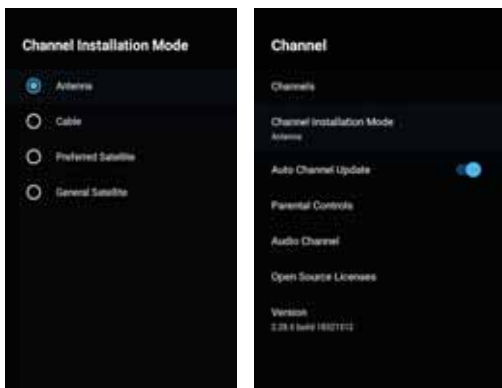 Channel Installation Mode
Antenna
Cable
Preferred Satellite
General Satellite
Channel
Channels
Channel Installation Mode
Antenna
Auto Channel Update
Parental Controls
Audio Channel
Open Source Licenses
Version